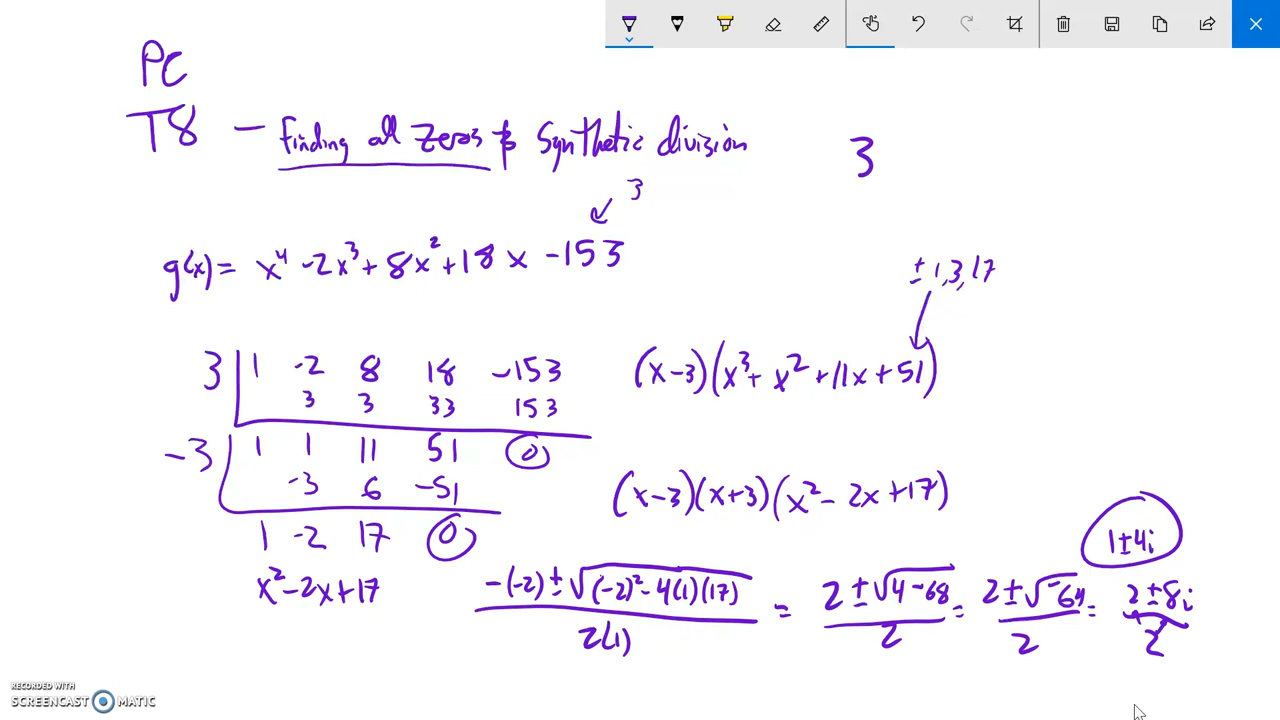 PC
T8 – Finding all Zeros & Synthetic division
3
3
g(x) = x⁴ -2x³ + 8x² + 18x -153
± 1, 3, 17
3 | 1 -2 8 18 -153
3 3 33 153
(x-3)(x³ + x² + 11x + 51)
-3 | 1 1 11 51 0
-3 6 -51
(x-3)(x+3)(x² - 2x + 17)
1 -2 17 0
1±4i
x² -2x+17
-(-2) ± √((-2)² - 4(1)(17)) / 2(1) = 2 ± √(4-68) / 2 = 2 ± √(-64) / 2 = 2 ± 8i / 2
RECORDED WITH
SCREENCAST MATIC